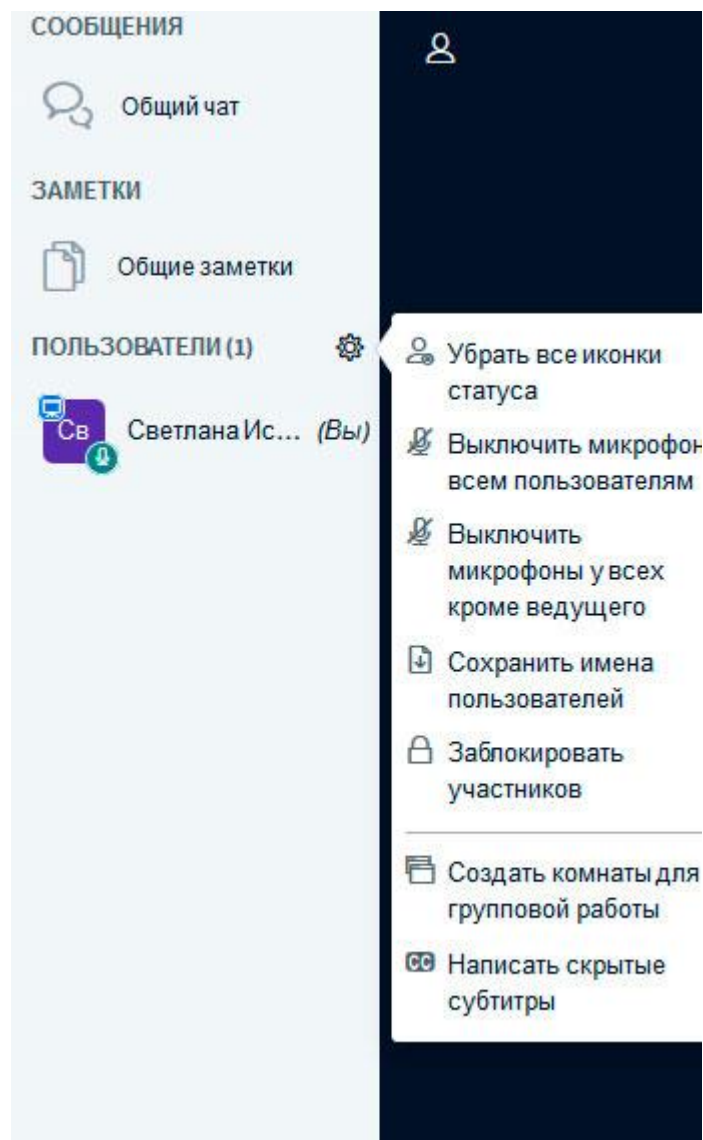 СООБЩЕНИЯ
Общий чат
ЗАМЕТКИ
Общие заметки
ПОЛЬЗОВАТЕЛИ (1)
Св
Светлана Ис... (Вы)
Убрать все иконки
статуса
Выключить микрофон
всем пользователям
Выключить
микрофоны у всех
кроме ведущего
Сохранить имена
пользователей
Заблокировать
участников
Создать комнаты для
групповой работы
CC Написать скрытые
субтитры